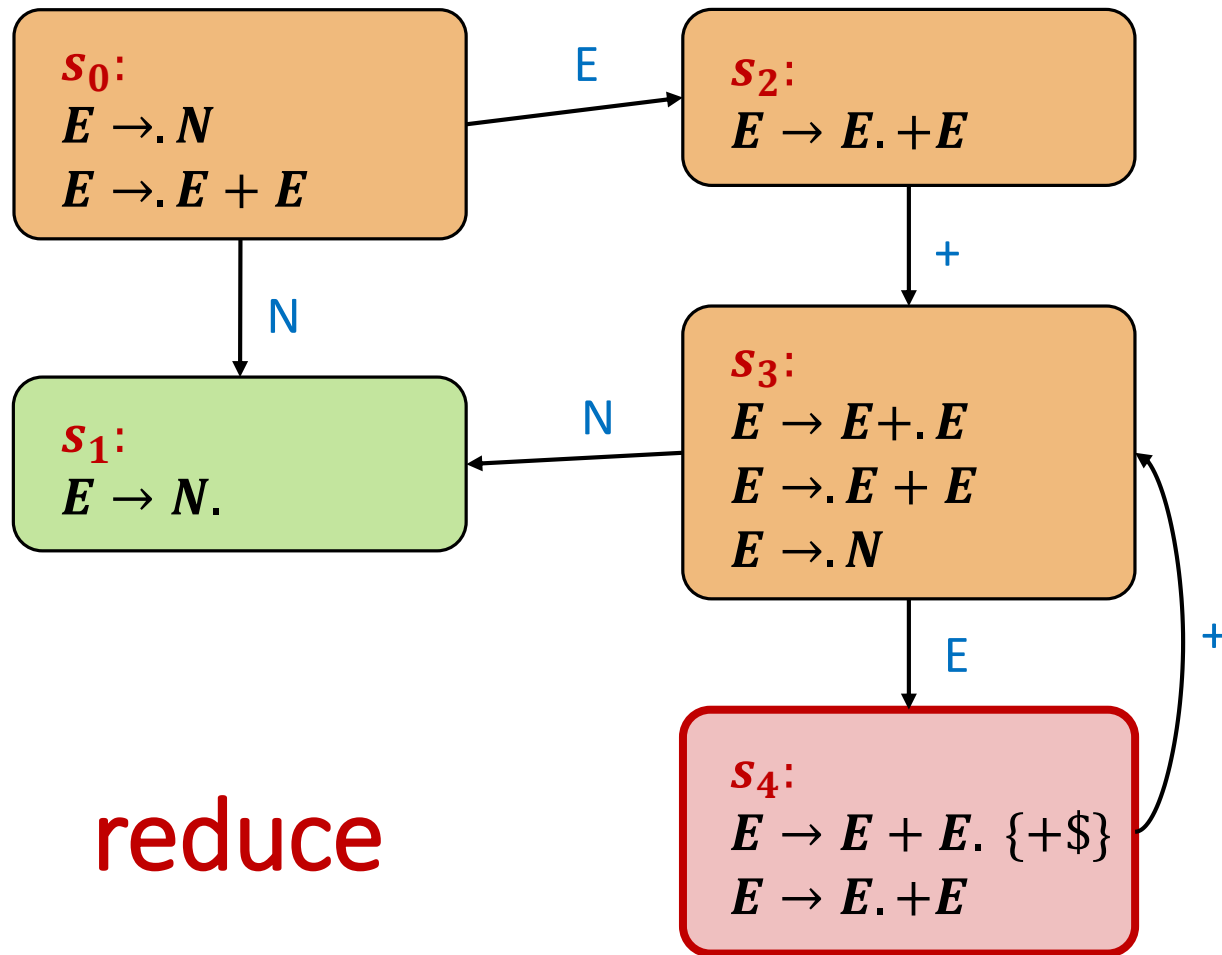 s₀:
E →. N
E →. E + E
E
s₂:
E → E. +E
N
+
s₁:
E → N.
N
s₃:
E → E+. E
E →. E + E
E →. N
E
+
s₄:
E → E + E. {+$}
E → E. +E
reduce